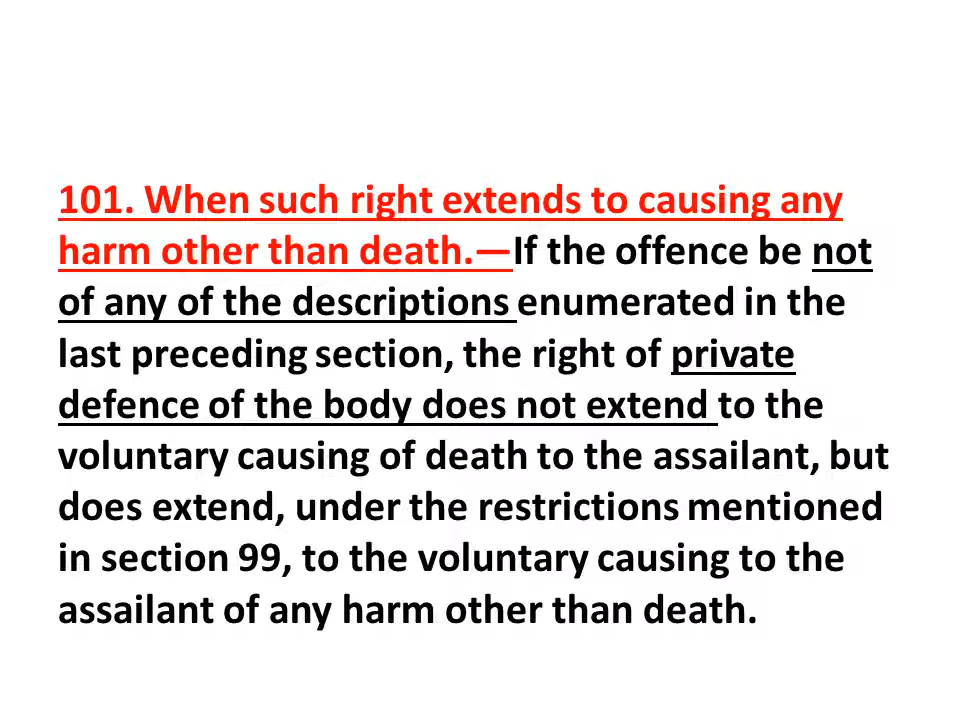 101. When such right extends to causing any
harm other than death.—If the offence be not
of any of the descriptions enumerated in the
last preceding section, the right of private
defence of the body does not extend to the
voluntary causing of death to the assailant, but
does extend, under the restrictions mentioned
in section 99, to the voluntary causing to the
assailant of any harm other than death.